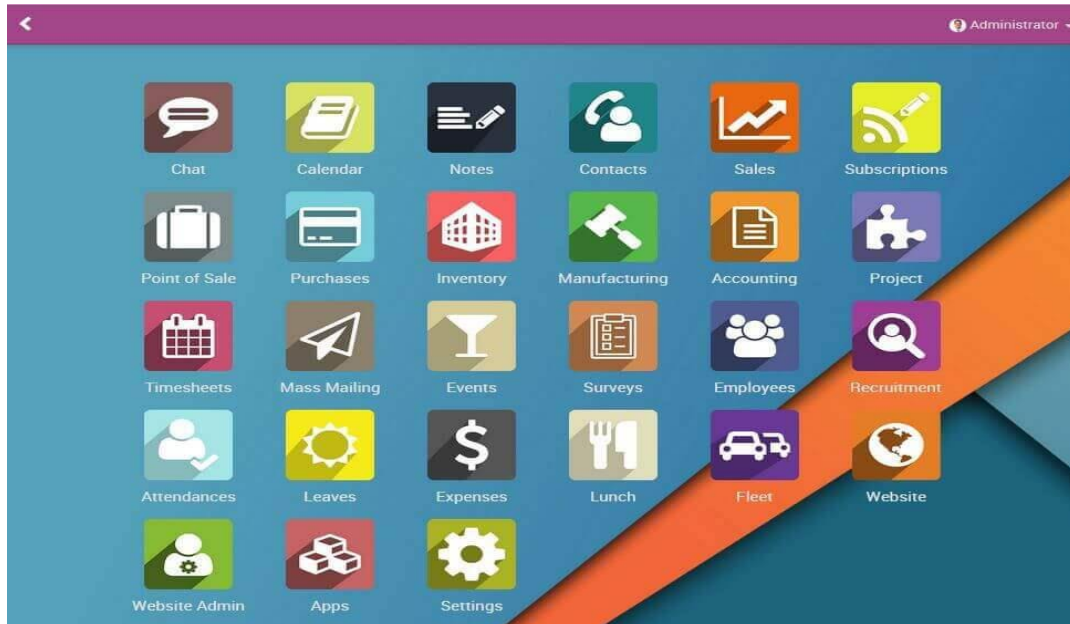 Administrator
Chat Calendar Notes Contacts Sales Subscriptions
Point of Sale Purchases Inventory Manufacturing Accounting Project
Timesheets Mass Mailing Events Surveys Employees Recruitment
Attendances Leaves Expenses Lunch Fleet Website
Website Admin Apps Settings